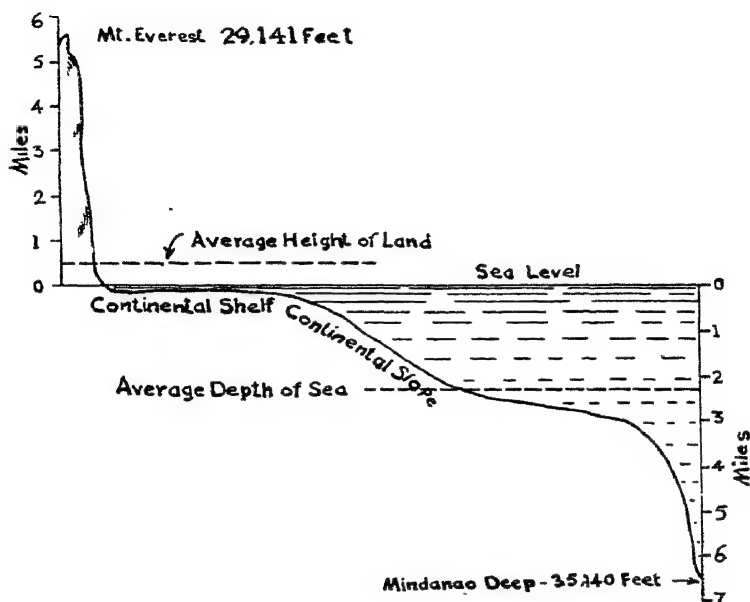 6
Mt. Everest 29,141 Feet
5
4
Miles
3
2
1
Average Height of Land
0
Sea Level
0
Continental Shelf
Continental Slope
1
2
Average Depth of Sea
3
Miles
4
5
6
Mindanao Deep - Feet
7